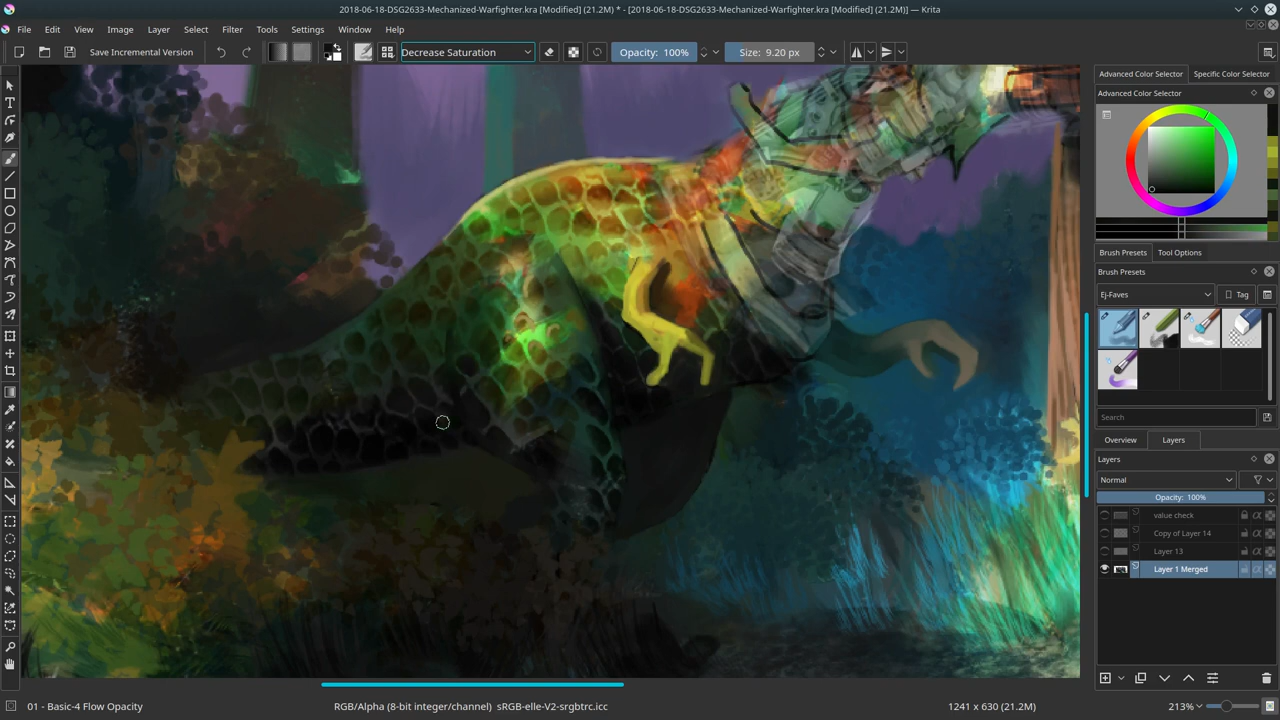 2018-06-18-DSG2633-Mechanized-Warfighter.kra [Modified] (21.2M) * - [2018-06-18-DSG2633-Mechanized-Warfighter.kra [Modified] (21.2M)] — Krita
File Edit View Image Layer Select Filter Tools Settings Window Help
Save Incremental Version Decrease Saturation Opacity: 100% Size: 9.20 px
Advanced Color Selector Specific Color Selector
Advanced Color Selector
Brush Presets Tool Options
Brush Presets
Ej-Faves Tag
Search
Overview Layers
Layers
Normal
Opacity: 100%
value check
Copy of Layer 14
Layer 13
Layer 1 Merged
01 - Basic-4 Flow Opacity RGB/Alpha (8-bit integer/channel) sRGB-elle-V2-srgbtrc.icc 1241 x 630 (21.2M) 213%